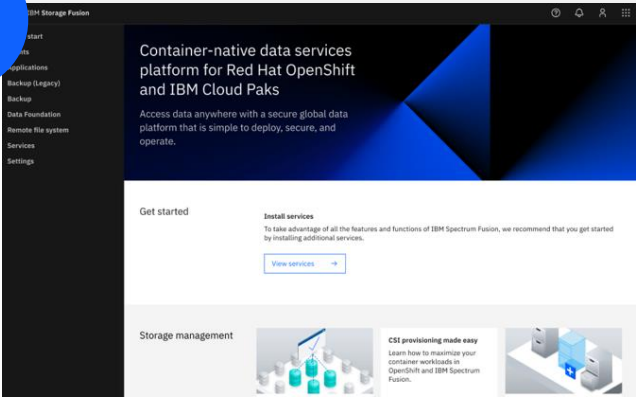 IBM Storage Fusion
start
Applications
Backup (Legacy)
Backup
Data Foundation
Remote file system
Services
Settings
Container-native data services
platform for Red Hat OpenShift
and IBM Cloud Paks
Access data anywhere with a secure global data
platform that is simple to deploy, secure, and
operate.
Get started
Install services
To take advantage of all the features and functions of IBM Spectrum Fusion, we recommend that you get started
by installing additional services.
View services
Storage management
CSI provisioning made easy
Learn how to maximize your
container workloads in
OpenShift and IBM Spectrum
Fusion.